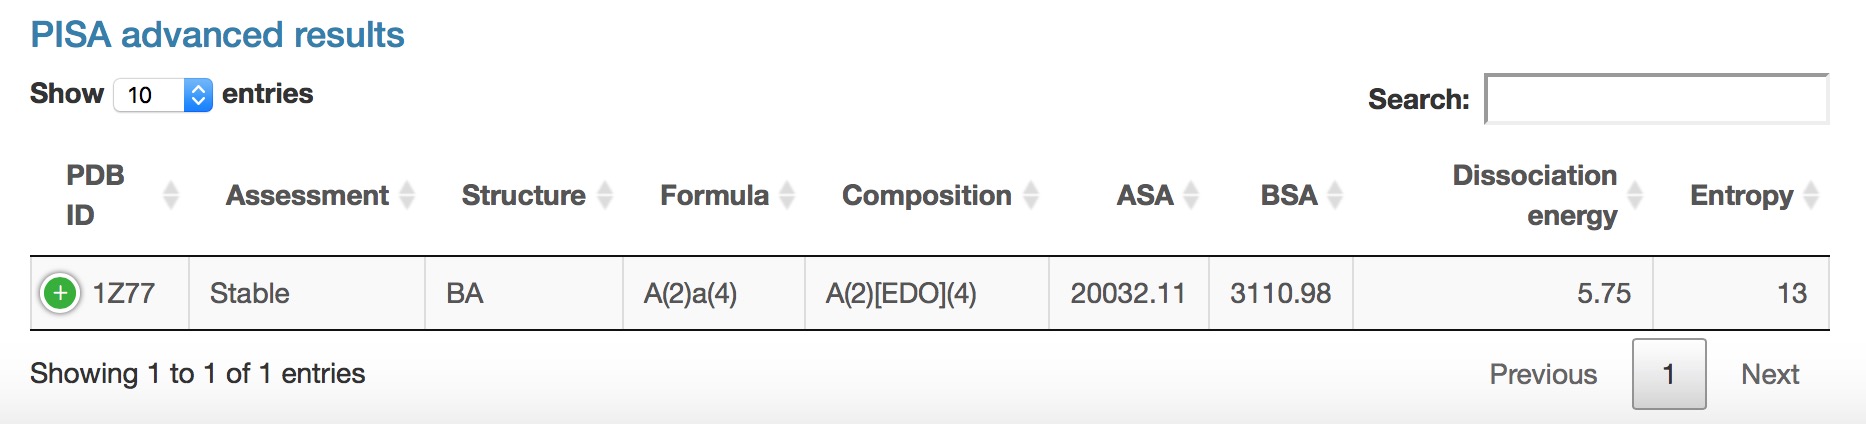 PISA advanced results
Show 10 entries
Search:
PDB ID Assessment Structure Formula Composition ASA BSA Dissociation energy Entropy
1Z77 Stable BA A(2)a(4) A(2)[EDO](4) 20032.11 3110.98 5.75 13
Showing 1 to 1 of 1 entries
Previous 1 Next